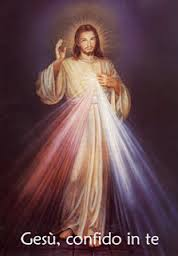 Gesù, confido in te